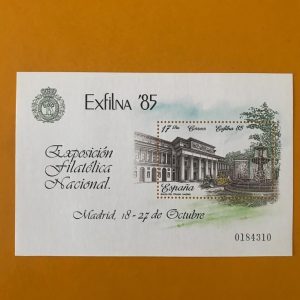 Exfilna '85
17 Pts Correos Exfilna 85
Exposición
Filatélica
Nacional.
España
Madrid, 18 - 27 de Octubre
0184310